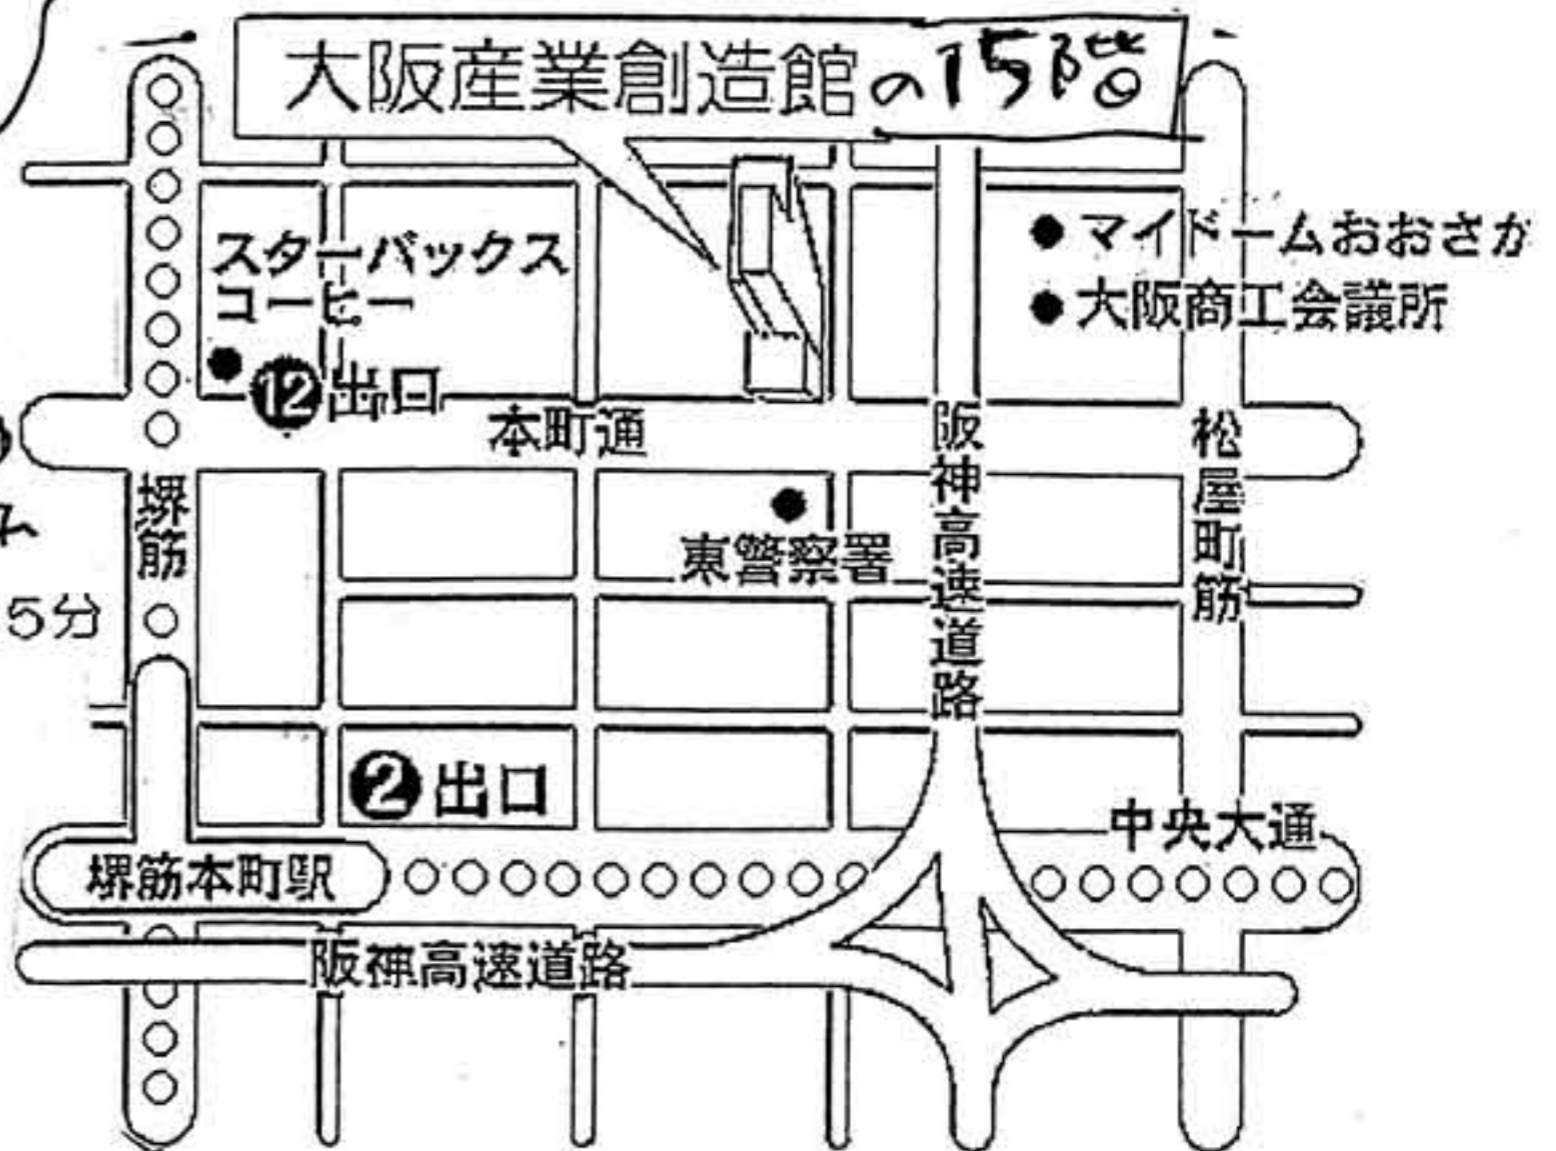 大阪産業創造館の15階
スターバックス
コーヒー
⓬出口
マイドームおおさか
大阪商工会議所
本町通
阪神高速道路
松屋町筋
堺筋
東警察署
5分
❷出口
中央大通
堺筋本町駅
阪神高速道路